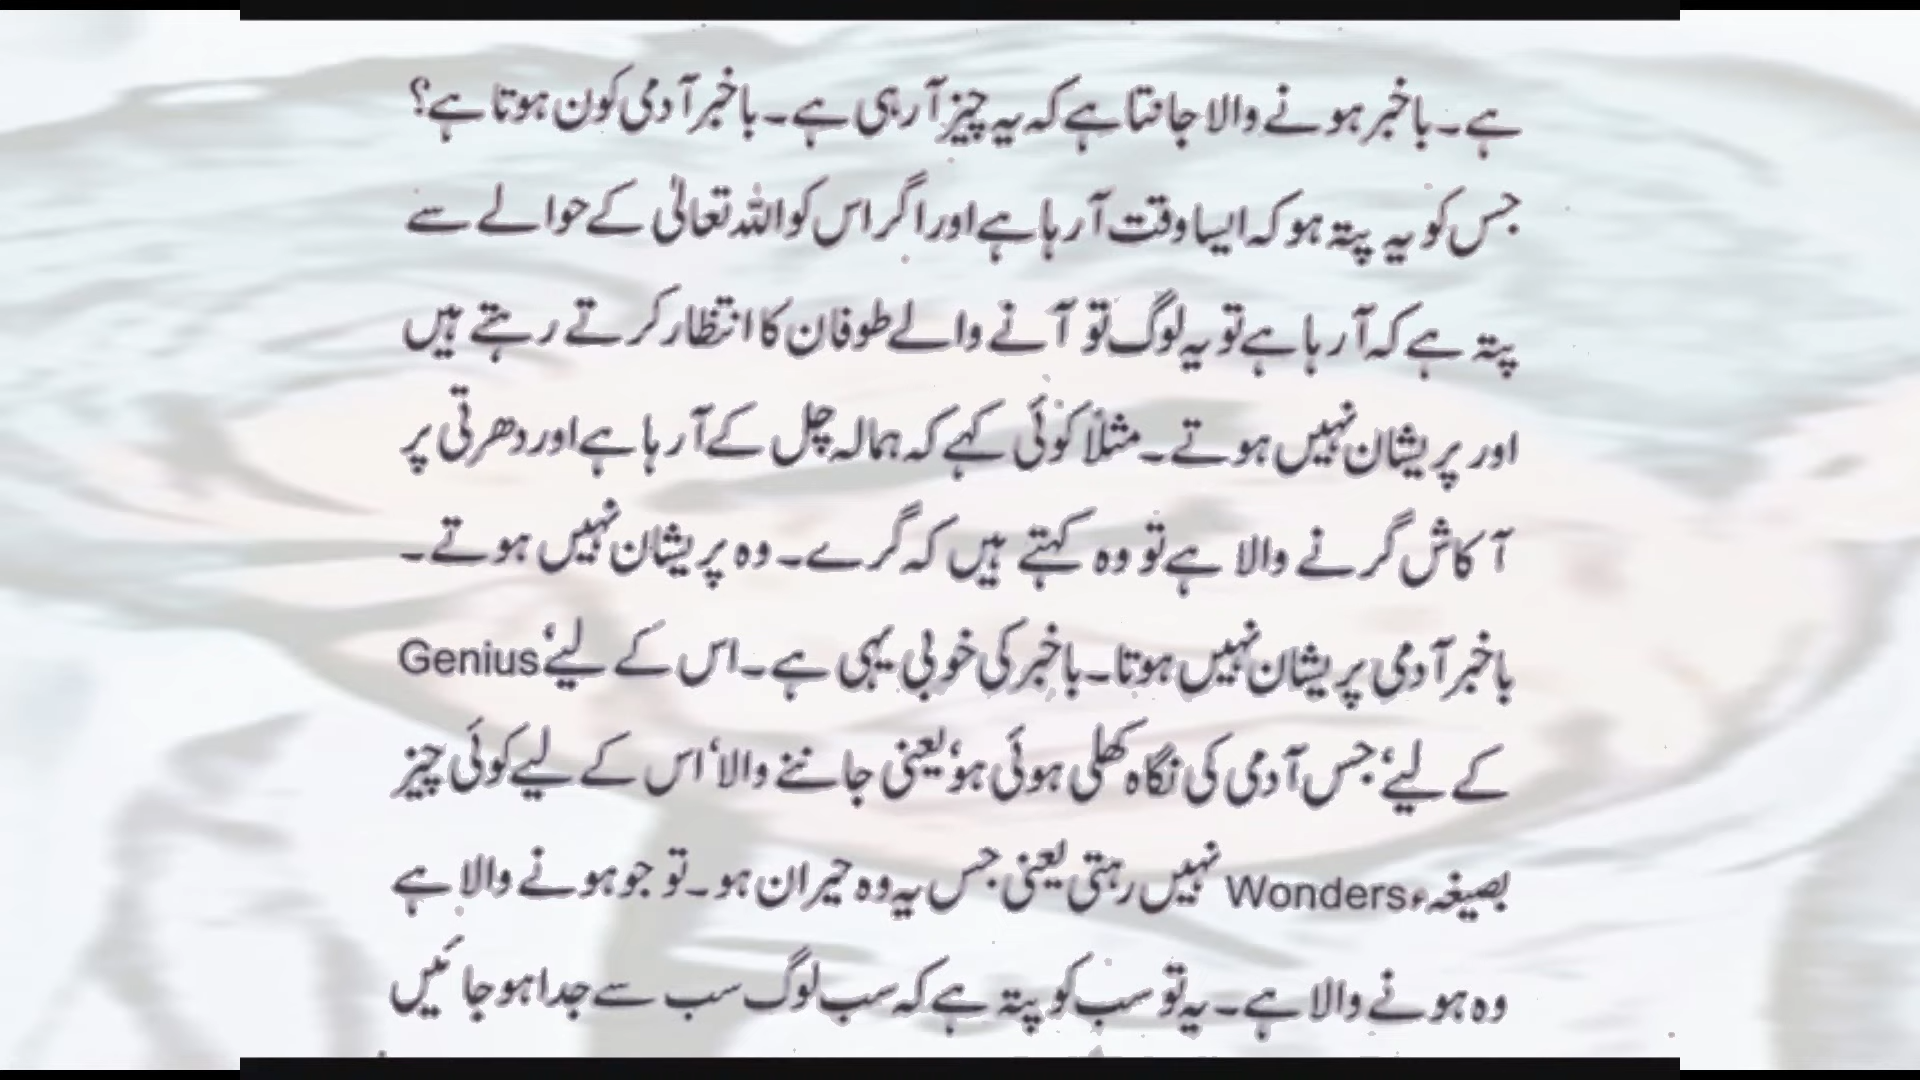 ہے۔ باخبر ہونے والا جانتا ہے کہ یہ چیز آ رہی ہے۔ باخبر آدمی کون ہوتا ہے؟
جس کو یہ پتہ ہو کہ ایسا وقت آ رہا ہے اور اگر اس کو اللہ تعالیٰ کے حوالے سے
پتہ ہے کہ آ رہا ہے تو یہ لوگ تو آنے والے طوفان کا انتظار کرتے رہتے ہیں
اور پریشان نہیں ہوتے۔ مثلاً کوئی کہے کہ ہمالہ چل کے آ رہا ہے اور دھرتی پر
آکاش گرنے والا ہے تو وہ کہتے ہیں کہ گرے۔ وہ پریشان نہیں ہوتے۔
باخبر آدمی پریشان نہیں ہوتا۔ باخبر کی خوبی یہی ہے۔ اس کے لیے، Genius
کے لیے، جس آدمی کی نگاہ کھلی ہوئی ہو، یعنی جاننے والا، اس کے لیے کوئی چیز
بصیغہء Wonders نہیں رہتی یعنی جس یہ وہ حیران ہو۔ تو جو ہونے والا ہے
وہ ہونے والا ہے۔ یہ تو سب کو پتہ ہے کہ سب لوگ سب سے جدا ہو جائیں